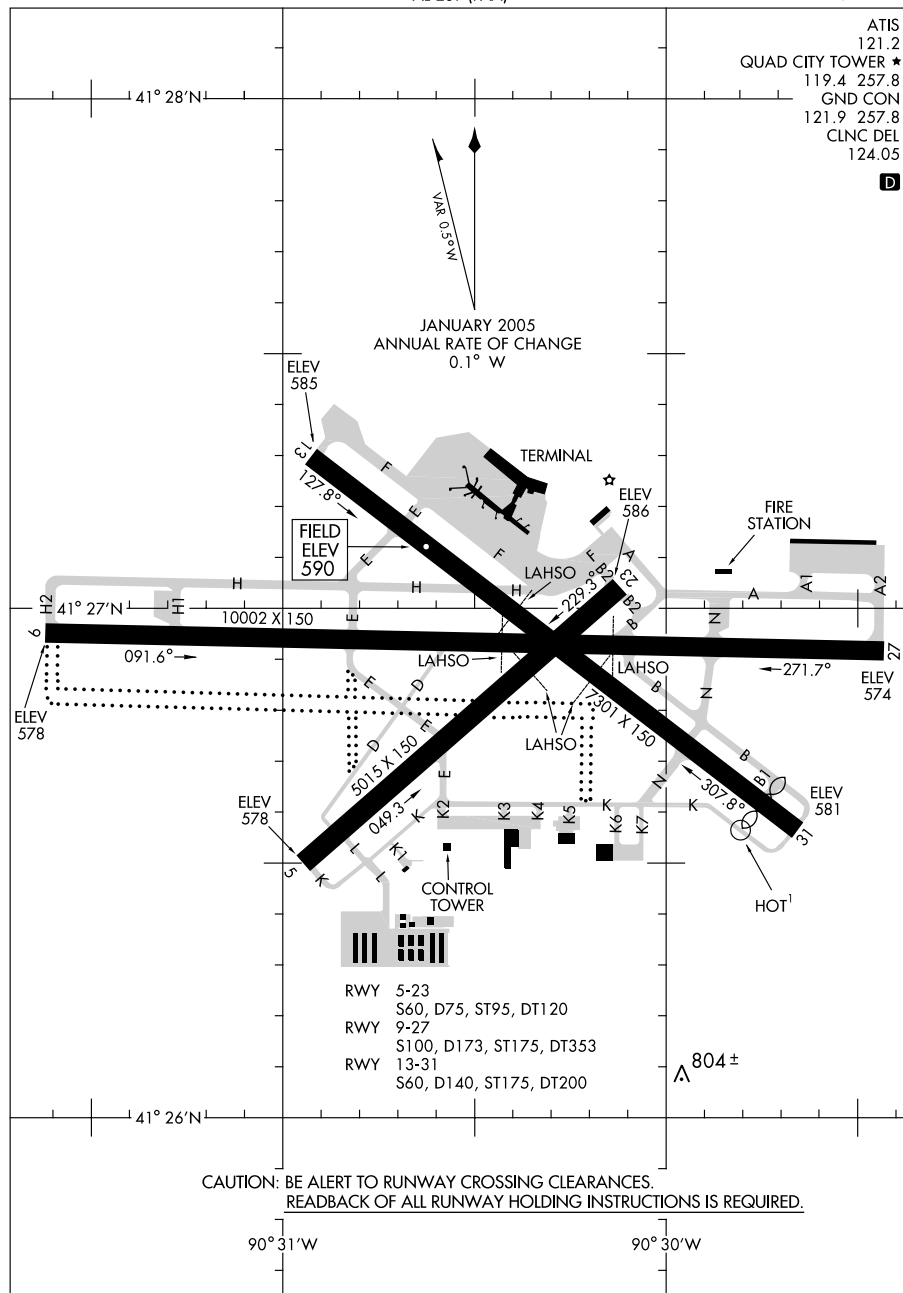 ATIS
121.2
QUAD CITY TOWER ★
119.4 257.8
GND CON
121.9 257.8
CLNC DEL
124.05
D
41° 28'N
VAR 0.5° W
JANUARY 2005
ANNUAL RATE OF CHANGE
0.1° W
ELEV
585
13
127.8°
F
TERMINAL
E
FIELD
ELEV
590
E
F
F
A
ELEV
586
FIRE
STATION
B2
23
H
H
H
LAHSO
229.3°
B2
A
A1
A2
H2
41° 27'N
H1
E
B
N
10002 X 150
9
091.6°
LAHSO
LAHSO
271.7°
27
ELEV
578
ELEV
574
E
D
B
N
7301 X 150
LAHSO
D
E
5015 X 150
E
B
B1
N
307.8°
ELEV
581
ELEV
578
049.3
K
K2
K3
K4
K5
K
K6
K7
K
31
5
K
L
K1
L
CONTROL
TOWER
HOT1
RWY 5-23
S60, D75, ST95, DT120
RWY 9-27
S100, D173, ST175, DT353
RWY 13-31
S60, D140, ST175, DT200
804 ±
41° 26'N
CAUTION: BE ALERT TO RUNWAY CROSSING CLEARANCES.
READBACK OF ALL RUNWAY HOLDING INSTRUCTIONS IS REQUIRED.
90° 31'W
90° 30'W